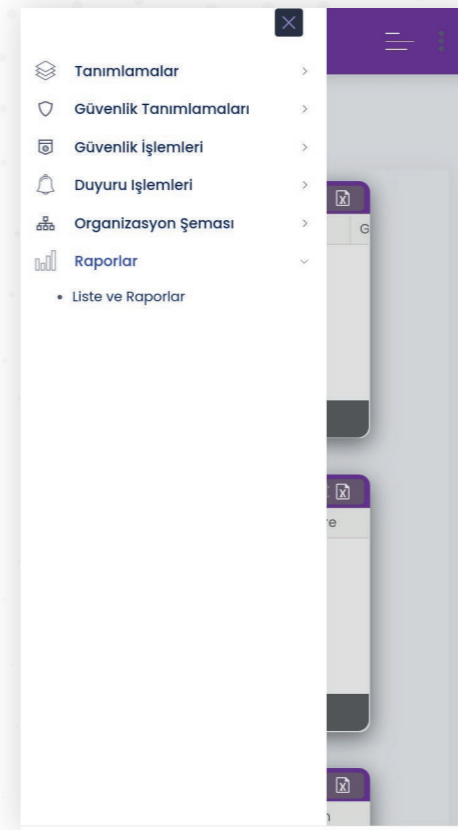 Tanımlamalar
Güvenlik Tanımlamaları
Güvenlik İşlemleri
Duyuru Işlemleri
Organizasyon Şeması
Raporlar
Liste ve Raporlar